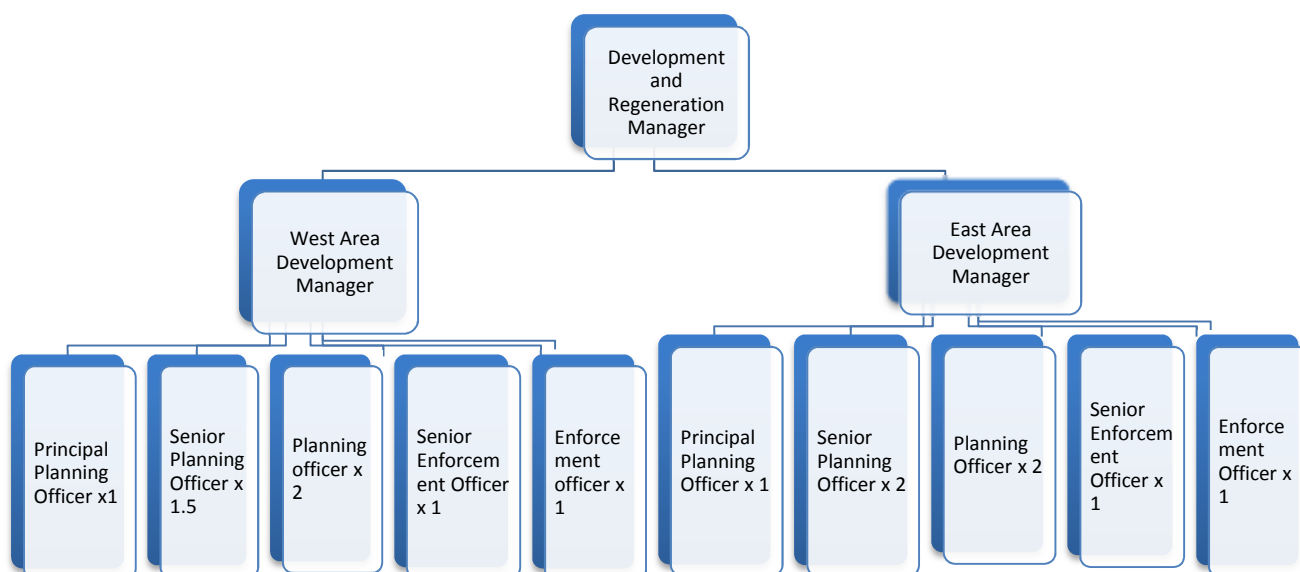 Development
and
Regeneration
Manager
West Area
Development
Manager
East Area
Development
Manager
Principal
Planning
Officer x1
Senior
Planning
Officer x
1.5
Planning
officer x
2
Senior
Enforcem
ent Officer
x 1
Enforce
ment
officer x
1
Principal
Planning
Officer x 1
Senior
Planning
Officer x 2
Planning
Officer x 2
Senior
Enforcem
ent
Officer x
1
Enforce
ment
Officer x
1